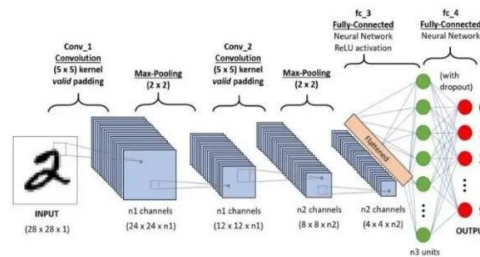 fc_3
Fully-Connected
Neural Network
ReLU activation
fc_4
Fully-Connected
Neural Network
Conv_1
Convolution
(5 x 5) kernel
valid padding
Max-Pooling
(2 x 2)
Conv_2
Convolution
(5 x 5) kernel
valid padding
Max-Pooling
(2 x 2)
(with
dropout)
Flattened
2
INPUT
(28 x 28 x 1)
n1 channels
(24 x 24 x n1)
n1 channels
(12 x 12 x n1)
n2 channels
(8 x 8 x n2)
n2 channels
(4 x 4 x n2)
OUTPUT
n3 units